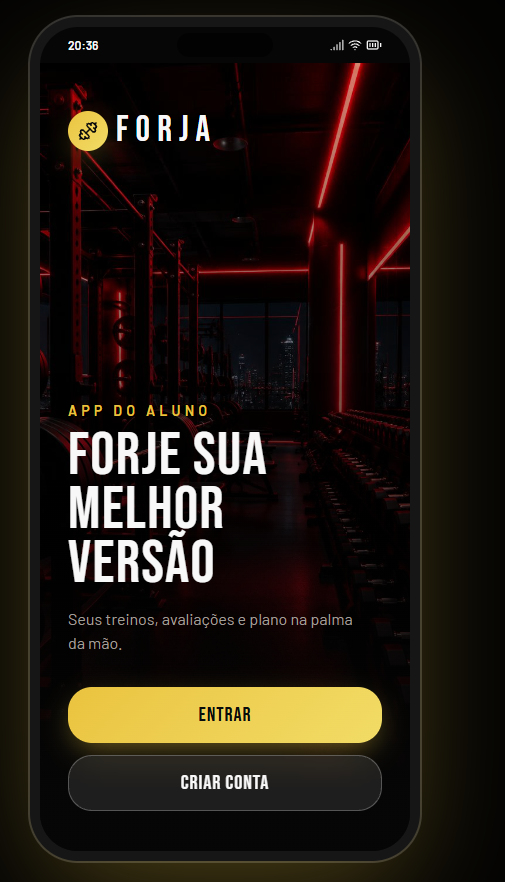 20:36
FORJA
APP DO ALUNO
FORJE SUA
MELHOR
VERSÃO
Seus treinos, avaliações e plano na palma
da mão.
ENTRAR
CRIAR CONTA